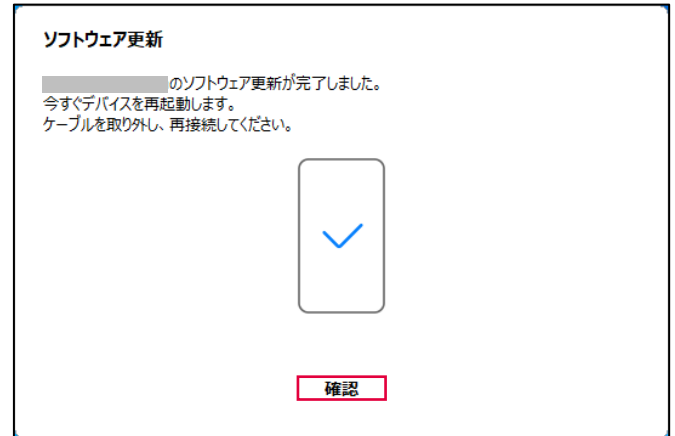 ソフトウェア更新
のソフトウェア更新が完了しました。
今すぐデバイスを再起動します。
ケーブルを取り外し、再接続してください。
確認